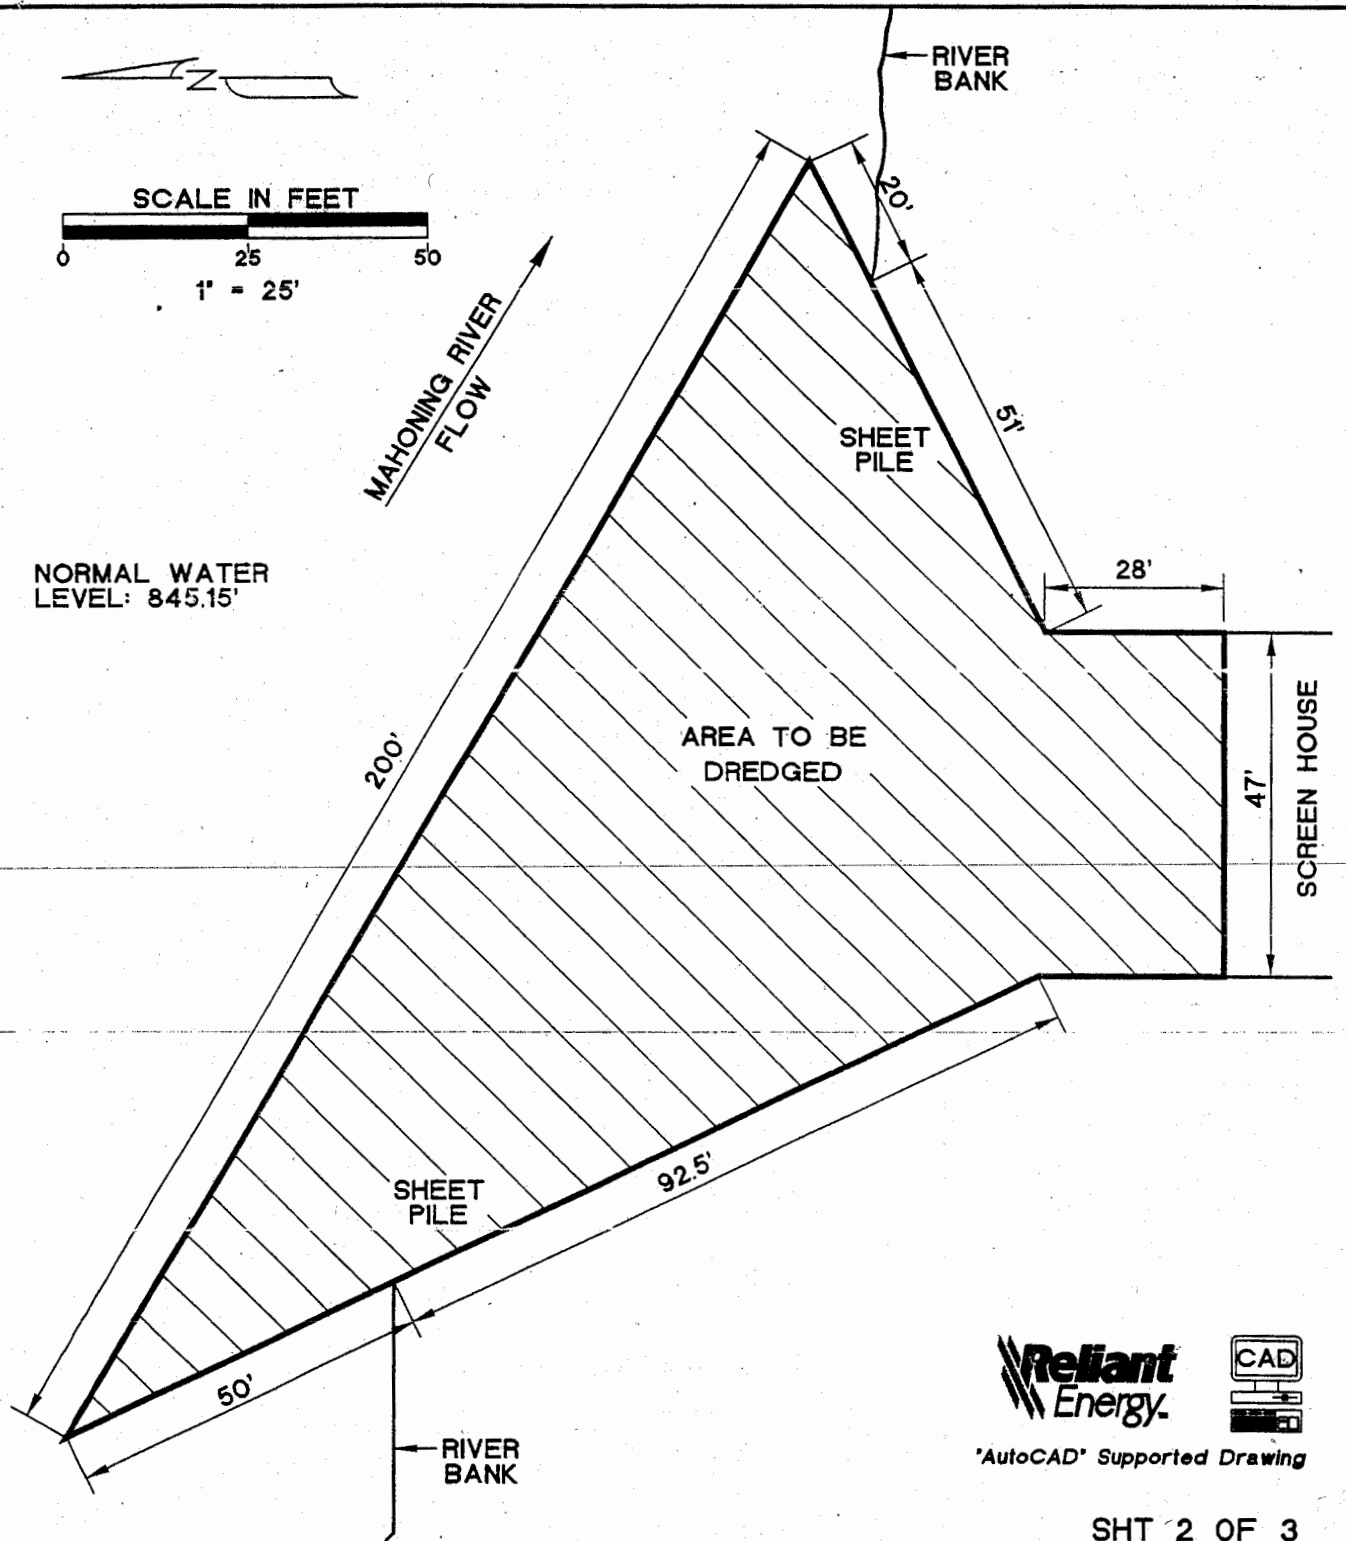 RIVER
BANK
N
SCALE IN FEET
0 25 50
1" = 25'
20'
MAHONING RIVER
FLOW
51'
SHEET
PILE
28'
NORMAL WATER
LEVEL: 845.15'
200'
AREA TO BE
DREDGED
47'
SCREEN HOUSE
92.5'
SHEET
PILE
50'
RIVER
BANK
Reliant
Energy™
CAD
"AutoCAD" Supported Drawing
SHT 2 OF 3